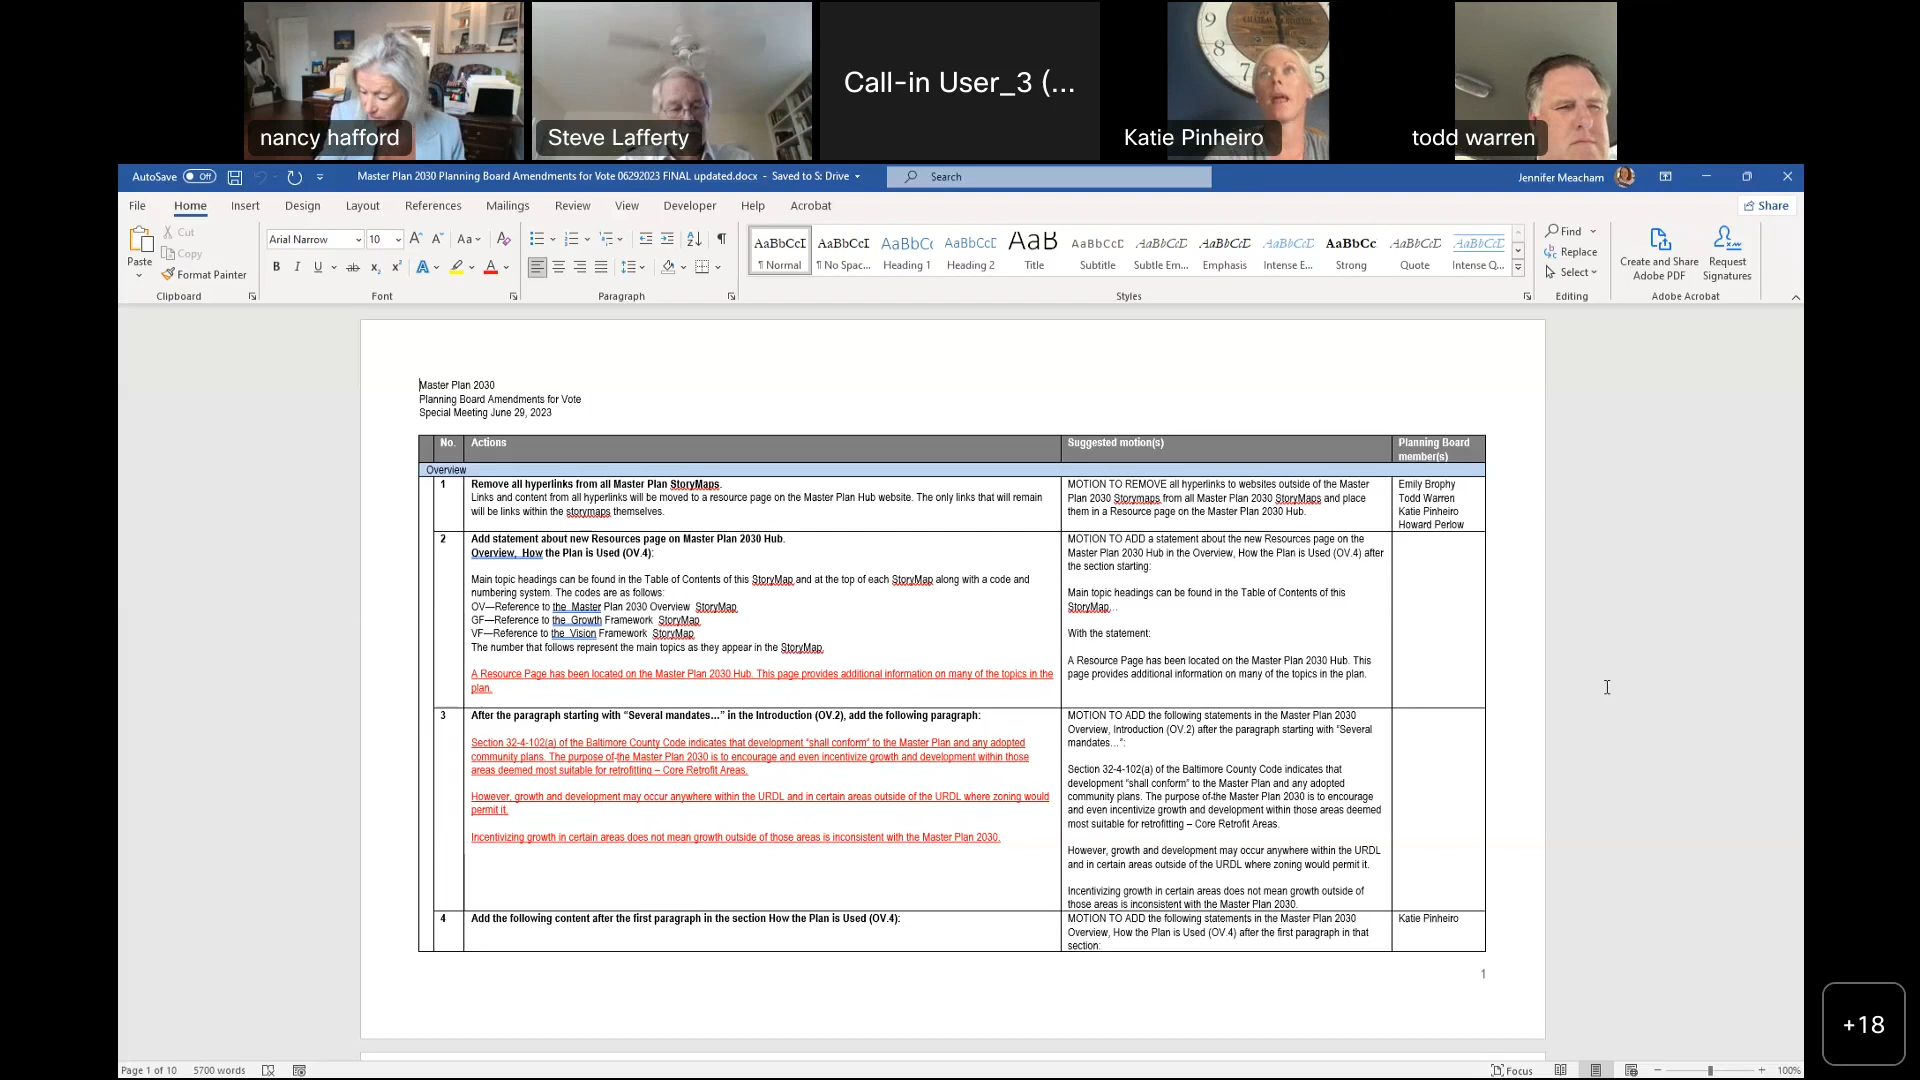 nancy hafford
Steve Lafferty
Call-in User_3 (...
Katie Pinheiro
todd warren
AutoSave Off
Master Plan 2030 Planning Board Amendments for Vote 06292023 FINAL updated.docx - Saved to S: Drive
Search
Jennifer Meacham
File Home Insert Design Layout References Mailings Review View Developer Help Acrobat Share
Paste
Cut
Copy
Format Painter
Clipboard
Arial Narrow 10
Font
Paragraph
¶ Normal
¶ No Spac...
Heading 1
Heading 2
Title
Subtitle
Subtle Em...
Emphasis
Intense E...
Strong
Quote
Intense Q...
Styles
Find
Replace
Select
Editing
Create and Share
Adobe PDF
Request
Signatures
Adobe Acrobat
Master Plan 2030
Planning Board Amendments for Vote
Special Meeting June 29, 2023
No. Actions Suggested motion(s) Planning Board
member(s)
Overview
1
Remove all hyperlinks from all Master Plan StoryMaps.
Links and content from all hyperlinks will be moved to a resource page on the Master Plan Hub website. The only links that will remain
will be links within the storymaps themselves.
MOTION TO REMOVE all hyperlinks to websites outside of the Master
Plan 2030 Storymaps from all Master Plan 2030 StoryMaps and place
them in a Resource page on the Master Plan 2030 Hub.
Emily Brophy
Todd Warren
Katie Pinheiro
Howard Perlow
2
Add statement about new Resources page on Master Plan 2030 Hub.
Overview, How the Plan is Used (OV.4):
Main topic headings can be found in the Table of Contents of this StoryMap and at the top of each StoryMap along with a code and
numbering system. The codes are as follows:
OV—Reference to the Master Plan 2030 Overview StoryMap
GF—Reference to the Growth Framework StoryMap
VF—Reference to the Vision Framework StoryMap
The number that follows represent the main topics as they appear in the StoryMap.
A Resource Page has been located on the Master Plan 2030 Hub. This page provides additional information on many of the topics in the
plan.
MOTION TO ADD a statement about the new Resources page on the
Master Plan 2030 Hub in the Overview, How the Plan is Used (OV.4) after
the section starting:
Main topic headings can be found in the Table of Contents of this
StoryMap...
With the statement:
A Resource Page has been located on the Master Plan 2030 Hub. This
page provides additional information on many of the topics in the plan.
3
After the paragraph starting with “Several mandates…” in the Introduction (OV.2), add the following paragraph:
Section 32-4-102(a) of the Baltimore County Code indicates that development “shall conform” to the Master Plan and any adopted
community plans. The purpose of the Master Plan 2030 is to encourage and even incentivize growth and development within those
areas deemed most suitable for retrofitting – Core Retrofit Areas.
However, growth and development may occur anywhere within the URDL and in certain areas outside of the URDL where zoning would
permit it.
Incentivizing growth in certain areas does not mean growth outside of those areas is inconsistent with the Master Plan 2030.
MOTION TO ADD the following statements in the Master Plan 2030
Overview, Introduction (OV.2) after the paragraph starting with “Several
mandates…”:
Section 32-4-102(a) of the Baltimore County Code indicates that
development “shall conform” to the Master Plan and any adopted
community plans. The purpose of the Master Plan 2030 is to encourage
and even incentivize growth and development within those areas deemed
most suitable for retrofitting – Core Retrofit Areas.
However, growth and development may occur anywhere within the URDL
and in certain areas outside of the URDL where zoning would permit it.
Incentivizing growth in certain areas does not mean growth outside of
those areas is inconsistent with the Master Plan 2030.
4
Add the following content after the first paragraph in the section How the Plan is Used (OV.4):
MOTION TO ADD the following statements in the Master Plan 2030
Overview, How the Plan is Used (OV.4) after the first paragraph in that
section:
Katie Pinheiro
1
+18
Page 1 of 10 5700 words
Focus
100%